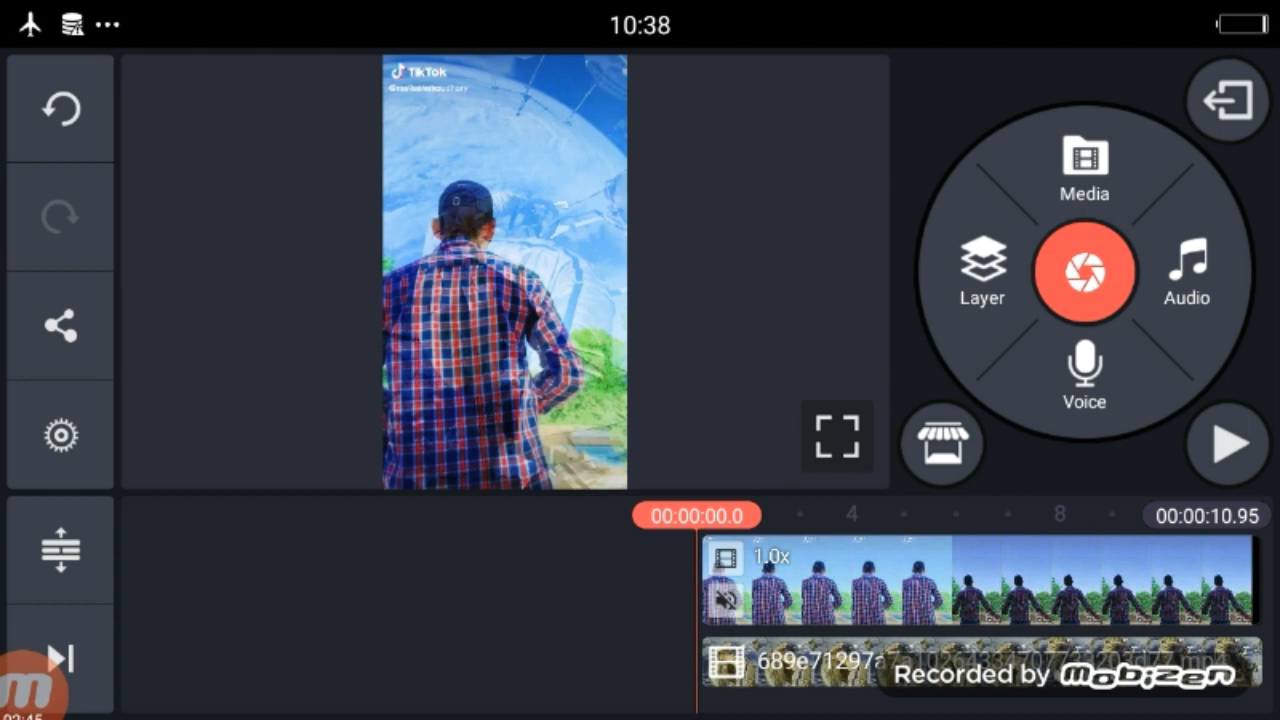 10:38
TikTok
Media
Layer
Audio
Voice
00:00:00.0
4
8
00:00:10.95
1.0x
Recorded by mobizen
02:45